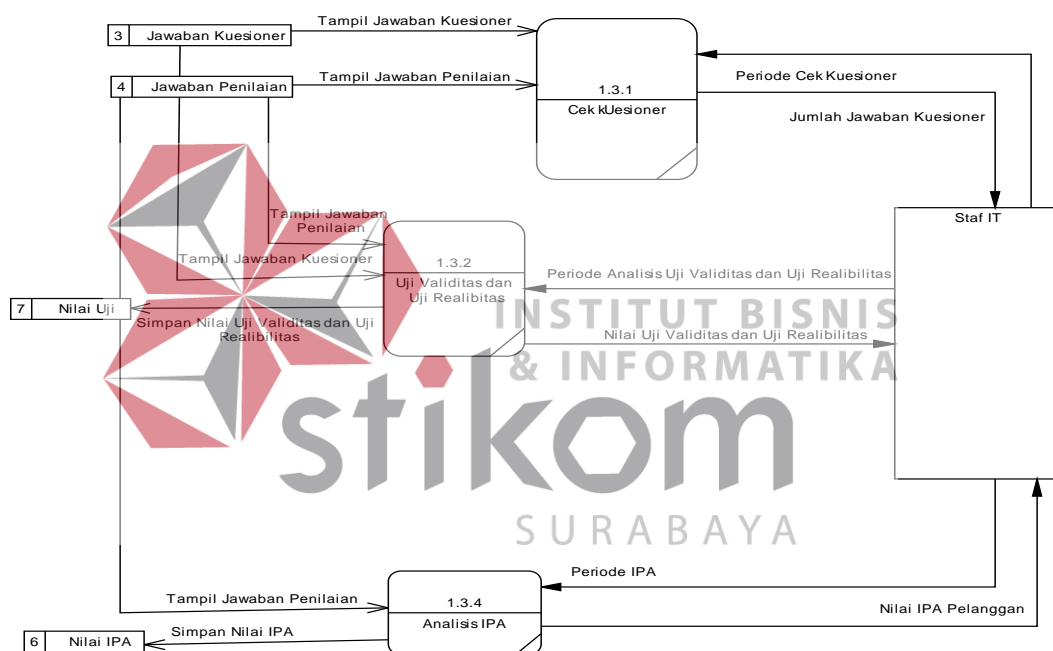 Tampil Jawaban Kuesioner
3 Jawaban Kuesioner
Tampil Jawaban Penilaian
4 Jawaban Penilaian
1.3.1
Cek kUesioner
Periode Cek Kuesioner
Jumlah Jawaban Kuesioner
Staf IT
Tampil Jawaban
Penilaian
Tampil Jawaban Kuesioner
1.3.2
Uji Validitas dan
Uji Realibitas
Periode Analisis Uji Validitas dan Uji Realibilitas
7 Nilai Uji
Simpan Nilai Uji Validitas dan Uji
Realibilitas
Nilai Uji Validitas dan Uji Realibilitas
INSTITUT BISNIS
& INFORMATIKA
stikom
SURABAYA
Periode IPA
Tampil Jawaban Penilaian
1.3.4
Analisis IPA
Nilai IPA Pelanggan
Simpan Nilai IPA
6 Nilai IPA